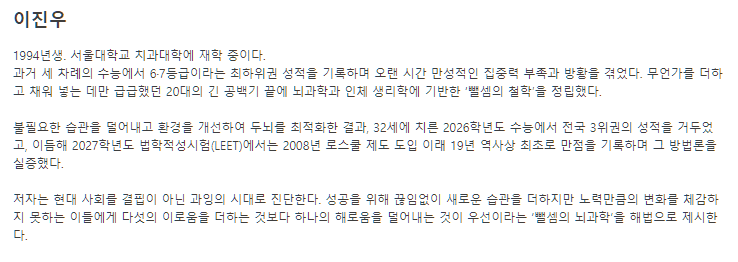 이진우
1994년생. 서울대학교 치과대학에 재학 중이다.
과거 세 차례의 수능에서 6·7등급이라는 최하위권 성적을 기록하며 오랜 시간 만성적인 집중력 부족과 방황을 겪었다. 무언가를 더하
고 채워 넣는 데만 급급했던 20대의 긴 공백기 끝에 뇌과학과 인체 생리학에 기반한 ‘뺄셈의 철학’을 정립했다.
불필요한 습관을 덜어내고 환경을 개선하여 두뇌를 최적화한 결과, 32세에 치른 2026학년도 수능에서 전국 3위권의 성적을 거두었
고, 이듬해 2027학년도 법학적성시험(LEET)에서는 2008년 로스쿨 제도 도입 이래 19년 역사상 최초로 만점을 기록하며 그 방법론을
실증했다.
저자는 현대 사회를 결핍이 아닌 과잉의 시대로 진단한다. 성공을 위해 끊임없이 새로운 습관을 더하지만 노력만큼의 변화를 체감하
지 못하는 이들에게 다섯의 이로움을 더하는 것보다 하나의 해로움을 덜어내는 것이 우선이라는 ‘뺄셈의 뇌과학’을 해법으로 제시한
다.